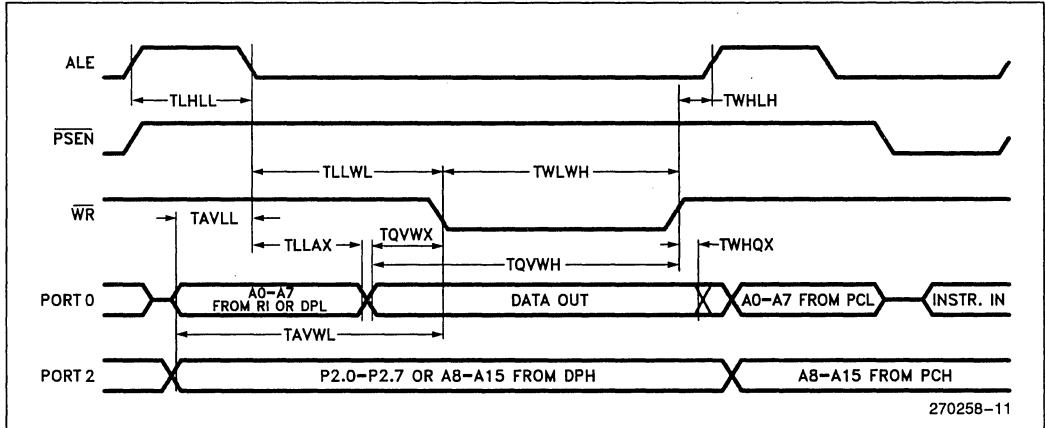 ALE
TLHLL
TWHLH
PSEN
TLLWL
TWLWH
WR
TAVLL
TQVWX
TLLAX
TWHQX
TQVWH
PORT 0
A0–A7
FROM RI OR DPL
DATA OUT
A0–A7 FROM PCL
INSTR. IN
TAVWL
PORT 2
P2.0–P2.7 OR A8–A15 FROM DPH
A8–A15 FROM PCH
270258–11